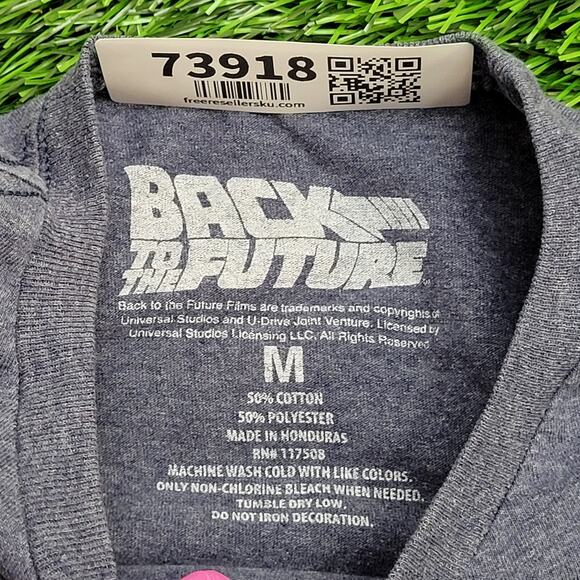 73918
freeresellersku.com
BACK
TO THE FUTURE
Back to the Future Films are trademarks and copyrights of
Universal Studios and U-Drive Joint Venture. Licensed by
Universal Studios Licensing LLC. All Rights Reserved
M
50% COTTON
50% POLYESTER
MADE IN HONDURAS
RN# 117508
MACHINE WASH COLD WITH LIKE COLORS.
ONLY NON-CHLORINE BLEACH WHEN NEEDED.
TUMBLE DRY LOW.
DO NOT IRON DECORATION.